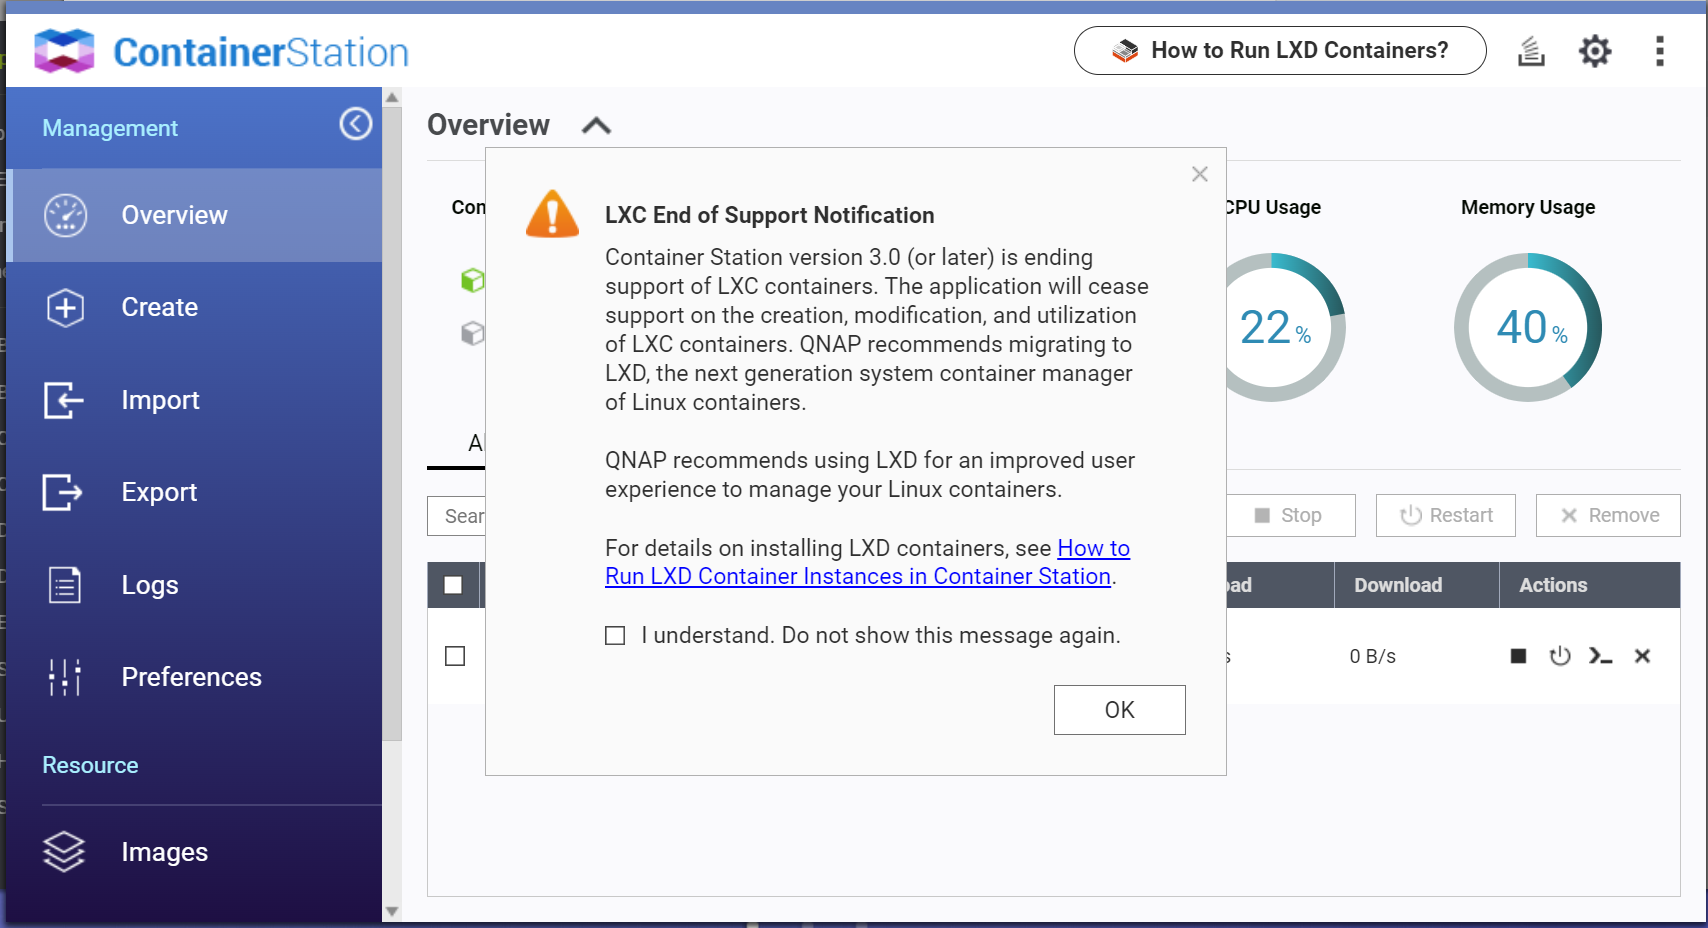 ContainerStation
How to Run LXD Containers?
Management
Overview
Create
Import
Export
Logs
Preferences
Resource
Images
Overview
CPU Usage
Memory Usage
22 %
40 %
Stop
Restart
Remove
Download
Actions
0 B/s
LXC End of Support Notification
Container Station version 3.0 (or later) is ending
support of LXC containers. The application will cease
support on the creation, modification, and utilization
of LXC containers. QNAP recommends migrating to
LXD, the next generation system container manager
of Linux containers.
QNAP recommends using LXD for an improved user
experience to manage your Linux containers.
For details on installing LXD containers, see How to
Run LXD Container Instances in Container Station.
I understand. Do not show this message again.
OK